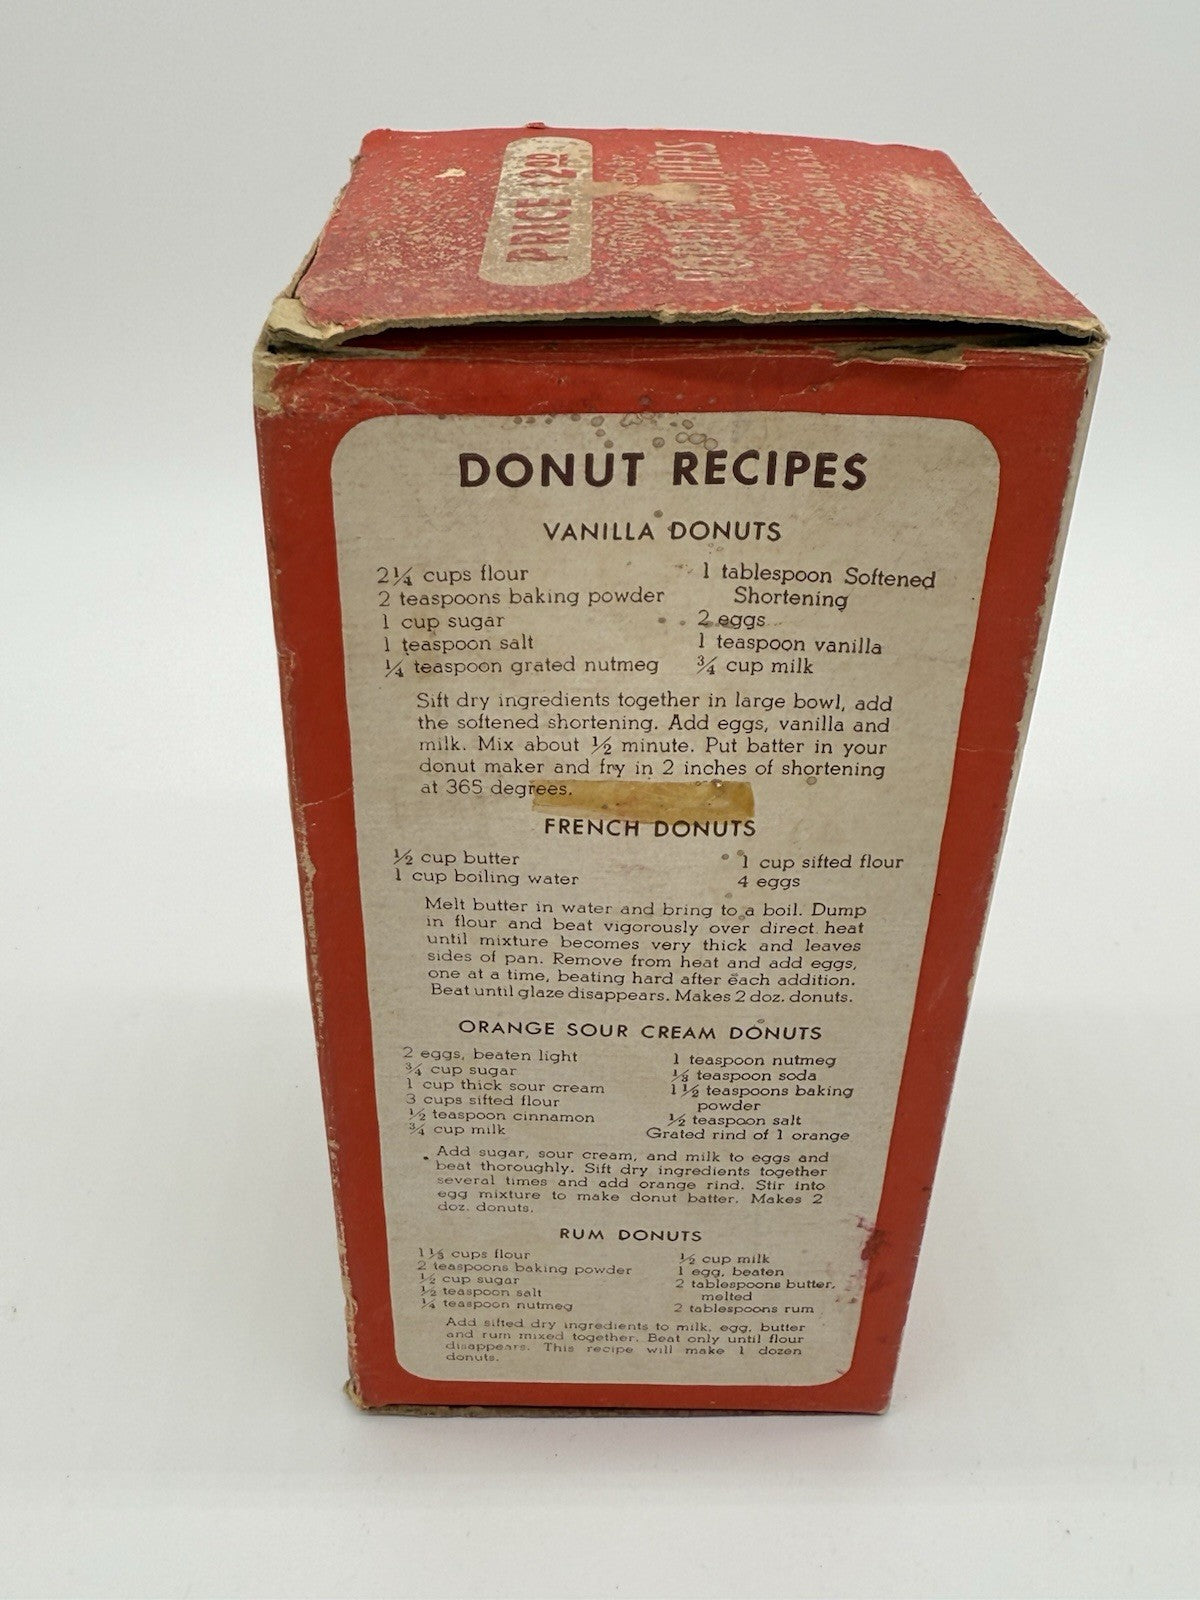 PRICE $2.00
BROTHERS
DONUT RECIPES
VANILLA DONUTS
2¼ cups flour
2 teaspoons baking powder
1 cup sugar
1 teaspoon salt
¼ teaspoon grated nutmeg
1 tablespoon Softened
Shortening
2 eggs
1 teaspoon vanilla
¾ cup milk
Sift dry ingredients together in large bowl, add
the softened shortening. Add eggs, vanilla and
milk. Mix about ½ minute. Put batter in your
donut maker and fry in 2 inches of shortening
at 365 degrees.
FRENCH DONUTS
½ cup butter
1 cup boiling water
1 cup sifted flour
4 eggs
Melt butter in water and bring to a boil. Dump
in flour and beat vigorously over direct heat
until mixture becomes very thick and leaves
sides of pan. Remove from heat and add eggs,
one at a time, beating hard after each addition.
Beat until glaze disappears. Makes 2 doz. donuts.
ORANGE SOUR CREAM DONUTS
2 eggs, beaten light
¾ cup sugar
1 cup thick sour cream
3 cups sifted flour
½ teaspoon cinnamon
¾ cup milk
1 teaspoon nutmeg
⅛ teaspoon soda
1½ teaspoons baking
powder
½ teaspoon salt
Grated rind of 1 orange
Add sugar, sour cream, and milk to eggs and
beat thoroughly. Sift dry ingredients together
several times and add orange rind. Stir into
egg mixture to make donut batter. Makes 2
doz. donuts.
RUM DONUTS
1⅓ cups flour
2 teaspoons baking powder
½ cup sugar
½ teaspoon salt
¼ teaspoon nutmeg
½ cup milk
1 egg, beaten
2 tablespoons butter,
melted
2 tablespoons rum
Add sifted dry ingredients to milk, egg, butter
and rum mixed together. Beat only until flour
disappears. This recipe will make 1 dozen
donuts.